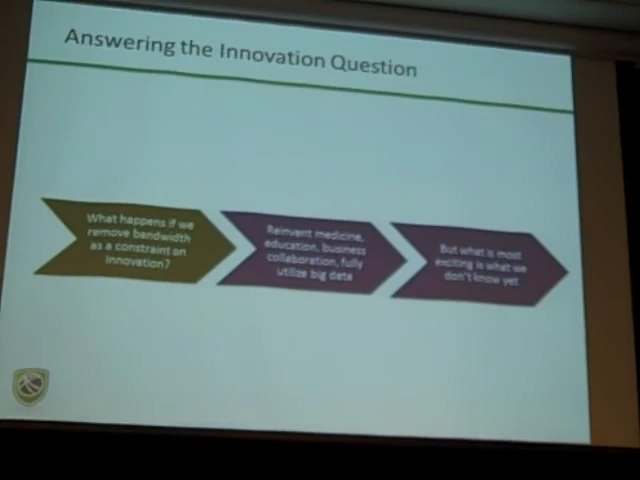 Answering the Innovation Question
What happens if we
remove bandwidth
as a constraint on
Innovation?
Reinvent medicine,
education, business
collaboration, fully
utilize big data
But what is most
exciting is what we
don't know yet